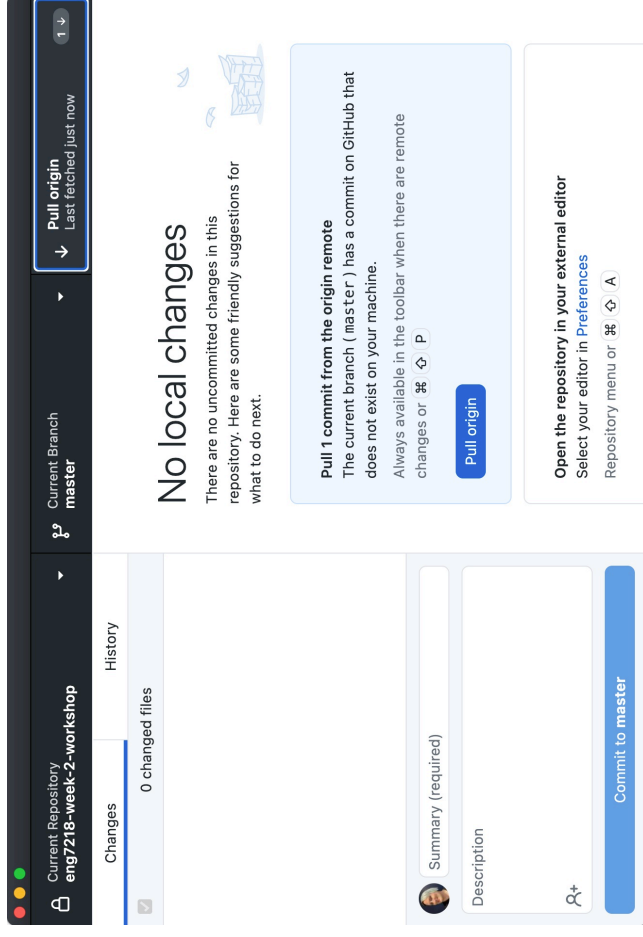 Current Repository
eng7218-week-2-workshop
Current Branch
master
Pull origin
Last fetched just now
1
Changes
History
0 changed files
No local changes
There are no uncommitted changes in this
repository. Here are some friendly suggestions for
what to do next.
Pull 1 commit from the origin remote
The current branch ( master ) has a commit on GitHub that
does not exist on your machine.
Always available in the toolbar when there are remote
changes or ⌘ ⇧ P
Pull origin
Open the repository in your external editor
Select your editor in Preferences
Repository menu or ⌘ ⇧ A
Summary (required)
Description
Commit to master